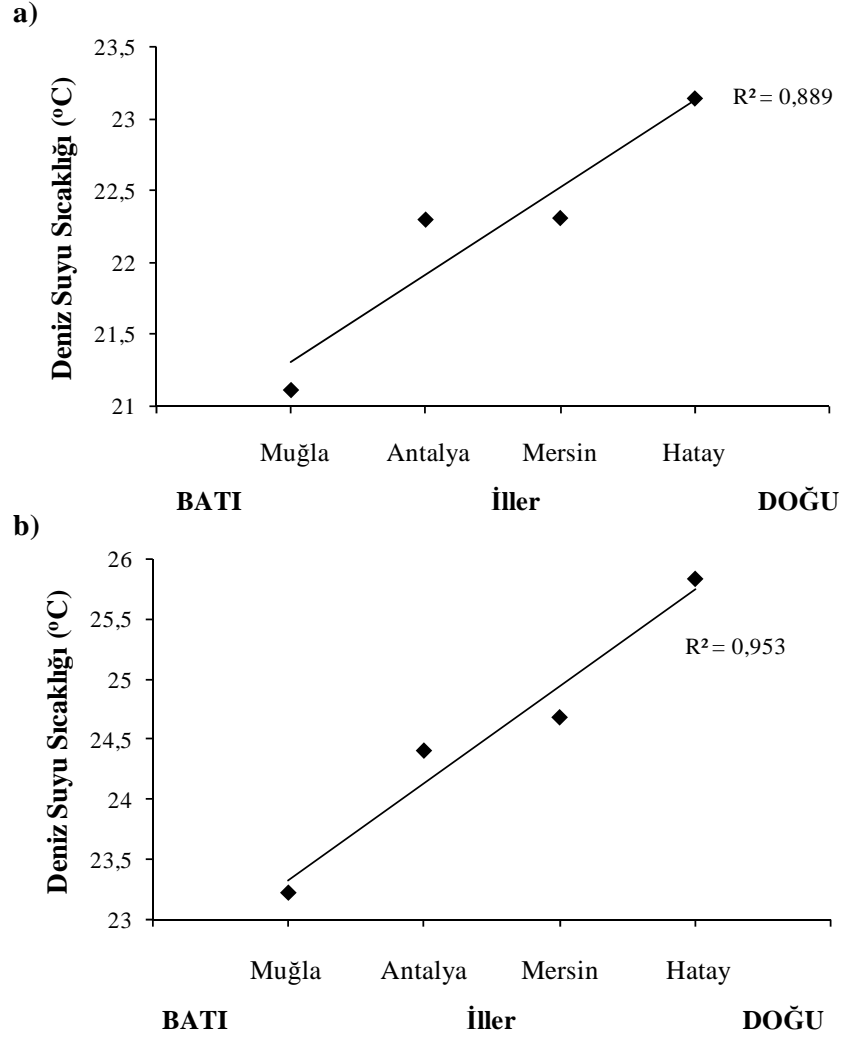 a)
Deniz Suyu Sıcaklığı (ºC)
23,5
23
22,5
22
21,5
21
R² = 0,889
Muğla Antalya Mersin Hatay
BATI İller DOĞU
b)
Deniz Suyu Sıcaklığı (ºC)
26
25,5
25
24,5
24
23,5
23
R² = 0,953
Muğla Antalya Mersin Hatay
BATI İller DOĞU